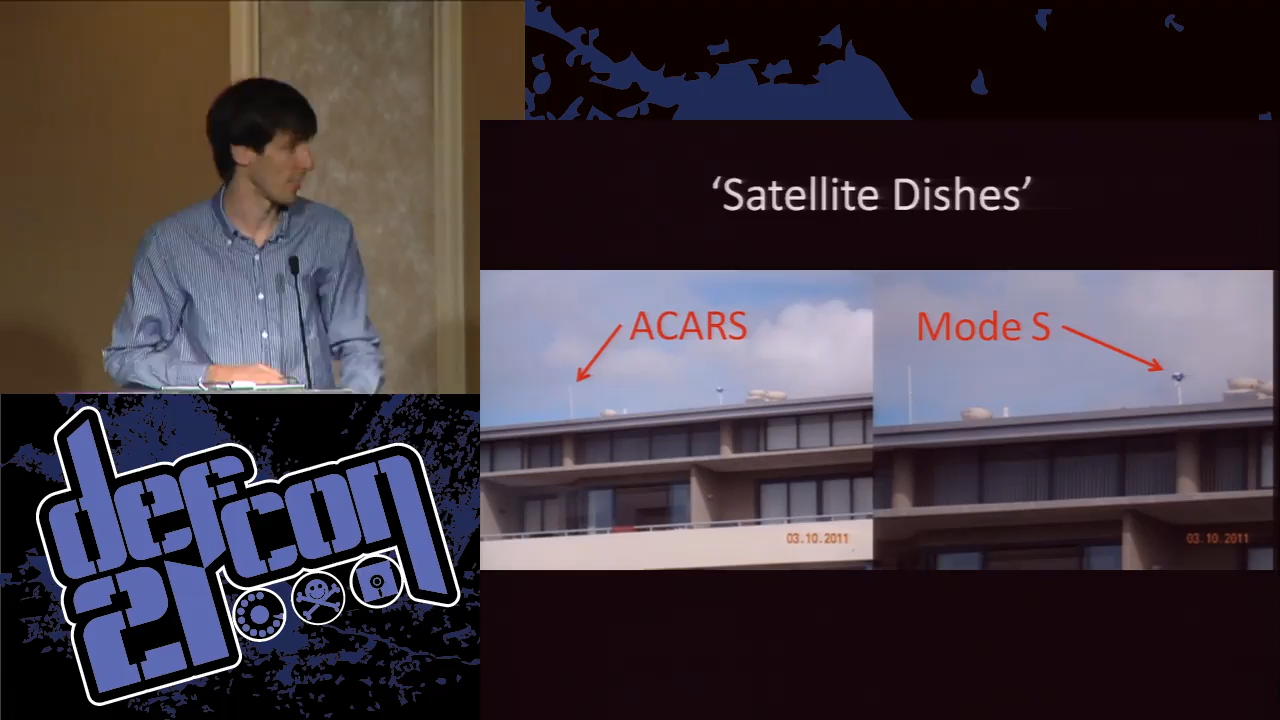 ‘Satellite Dishes’
ACARS
Mode S
03.10.2011
03.10.2011
defcon
21